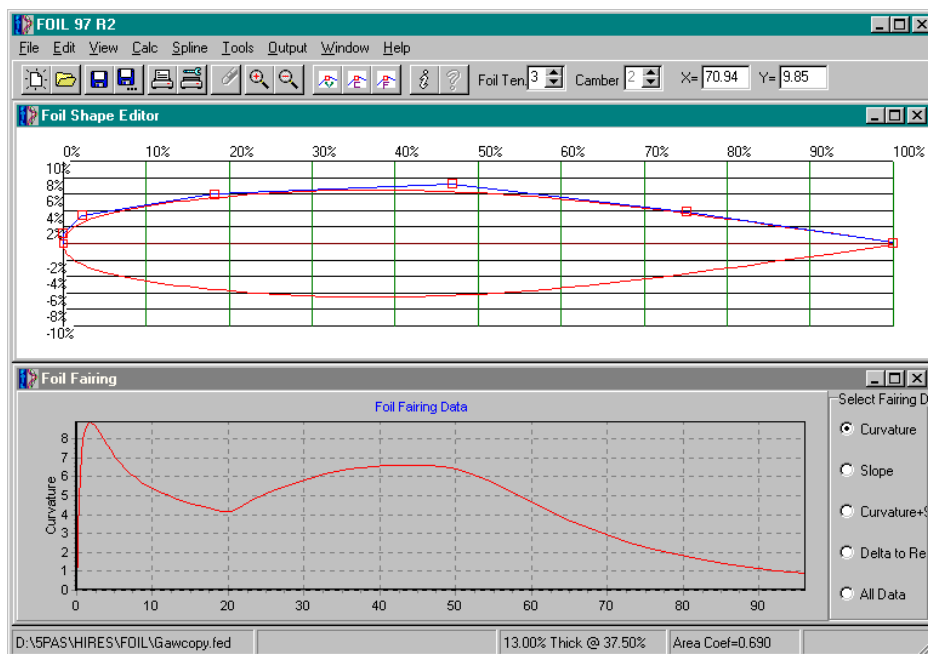 FOIL 97 R2
File Edit View Calc Spline Tools Output Window Help
Foil Ten. 3 Camber 2 X= 70.94 Y= 9.85
Foil Shape Editor
0% 10% 20% 30% 40% 50% 60% 70% 80% 90% 100%
10%
8%
6%
4%
2%
-2%
-4%
-6%
-8%
-10%
Foil Fairing
Foil Fairing Data
Select Fairing D
Curvature
Slope
Curvature+S
Delta to Re
All Data
Curvature
8
7
6
5
4
3
2
1
0
0 10 20 30 40 50 60 70 80 90
D:\5PAS\HIRES\FOIL\Gawcopy.fed 13.00% Thick @ 37.50% Area Coef=0.690